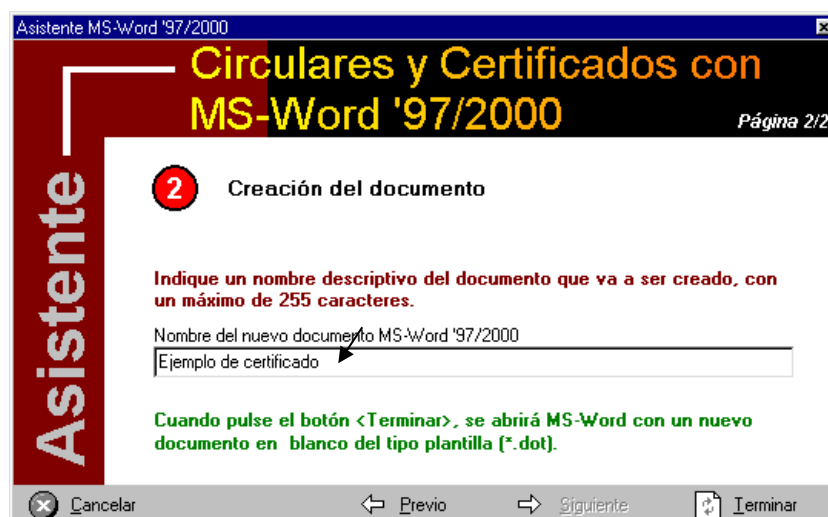 Asistente MS-Word '97/2000
Circulares y Certificados con
MS-Word '97/2000
Página 2/2
Asistente
2 Creación del documento
Indique un nombre descriptivo del documento que va a ser creado, con
un máximo de 255 caracteres.
Nombre del nuevo documento MS-Word '97/2000
Ejemplo de certificado
Cuando pulse el botón <Terminar>, se abrirá MS-Word con un nuevo
documento en blanco del tipo plantilla (*.dot).
Cancelar Previo Siguiente Terminar